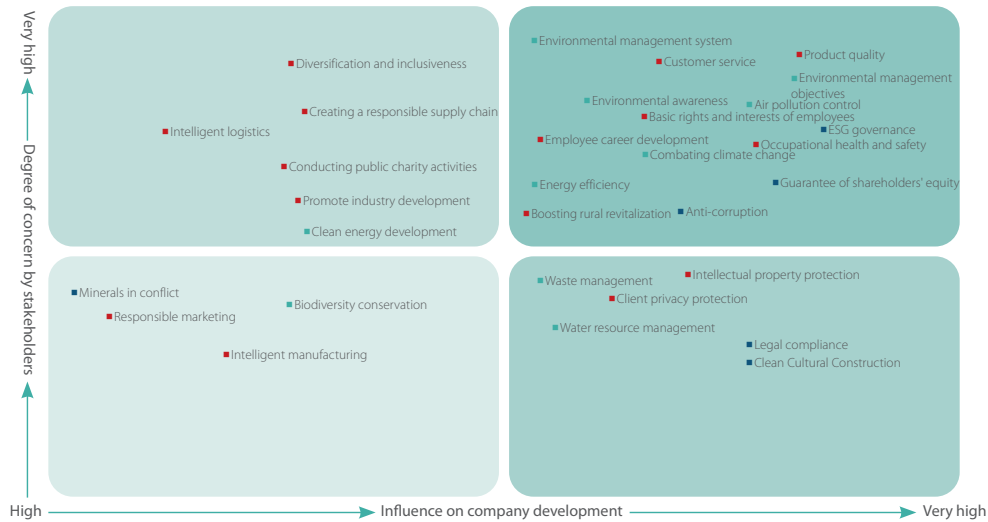 Very high
Degree of concern by stakeholders
Diversification and inclusiveness
Creating a responsible supply chain
Intelligent logistics
Conducting public charity activities
Promote industry development
Clean energy development
Environmental management system
Product quality
Customer service
Environmental management
objectives
Environmental awareness
Air pollution control
Basic rights and interests of employees
ESG governance
Employee career development
Occupational health and safety
Combating climate change
Energy efficiency
Guarantee of shareholders' equity
Boosting rural revitalization
Anti-corruption
Minerals in conflict
Biodiversity conservation
Responsible marketing
Intelligent manufacturing
Waste management
Intellectual property protection
Client privacy protection
Water resource management
Legal compliance
Clean Cultural Construction
High
Influence on company development
Very high